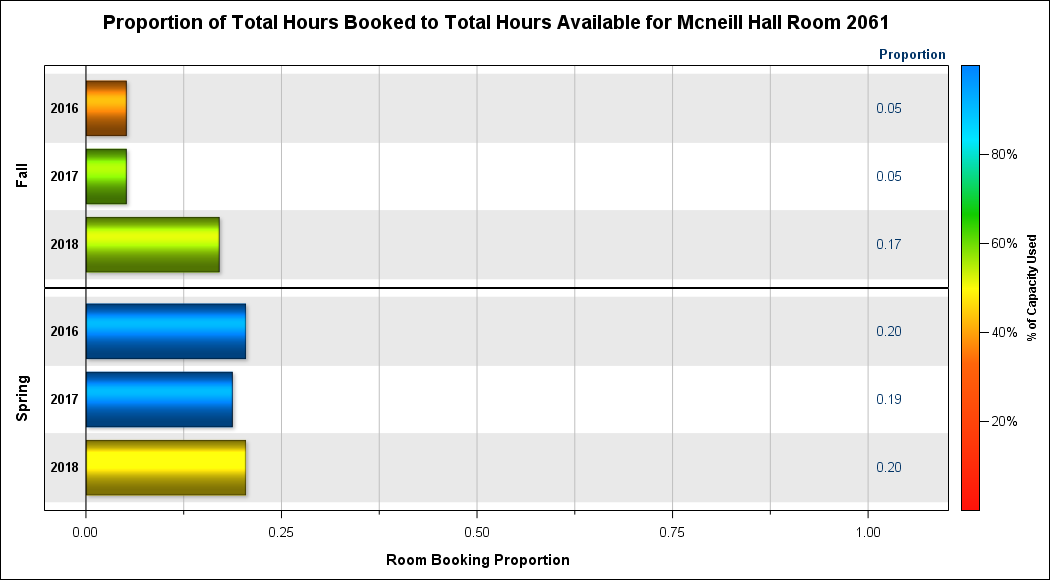 Proportion of Total Hours Booked to Total Hours Available for Mcneill Hall Room 2061
Proportion
Fall
2016 0.05
2017 0.05
2018 0.17
Spring
2016 0.20
2017 0.19
2018 0.20
0.00 0.25 0.50 0.75 1.00
Room Booking Proportion
80%
60%
40%
20%
% of Capacity Used